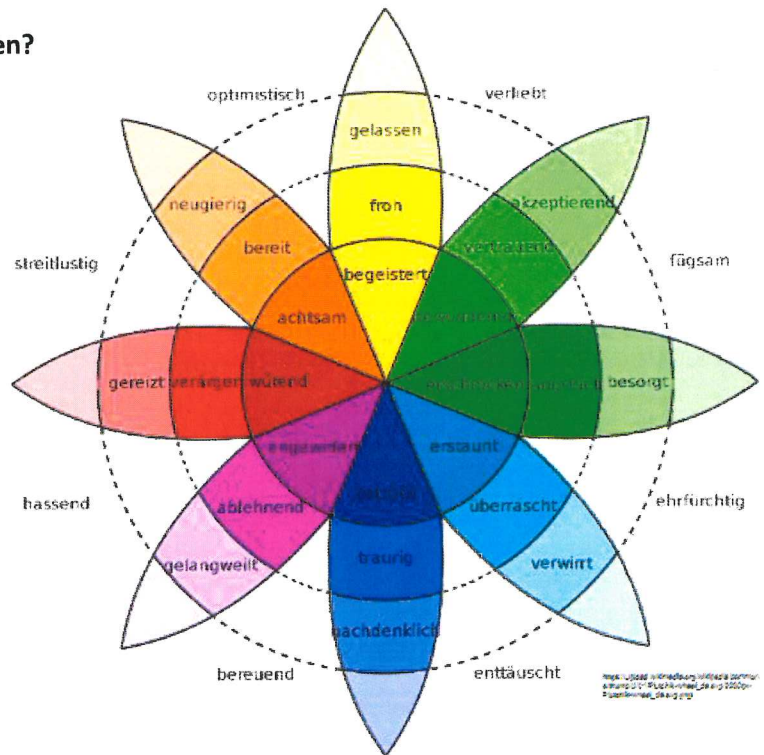 en?
optimistisch
verliebt
gelassen
neugierig
froh
akzeptierend
bereit
vertrauend
streitlustig
fügsam
begeistert
achtsam
gereizt verärgert wütend
besorgt
angewidert
erstaunt
hassend
ehrfürchtig
ablehnend
überrascht
gelangweilt
traurig
verwirrt
nachdenklich
bereuend
enttäuscht